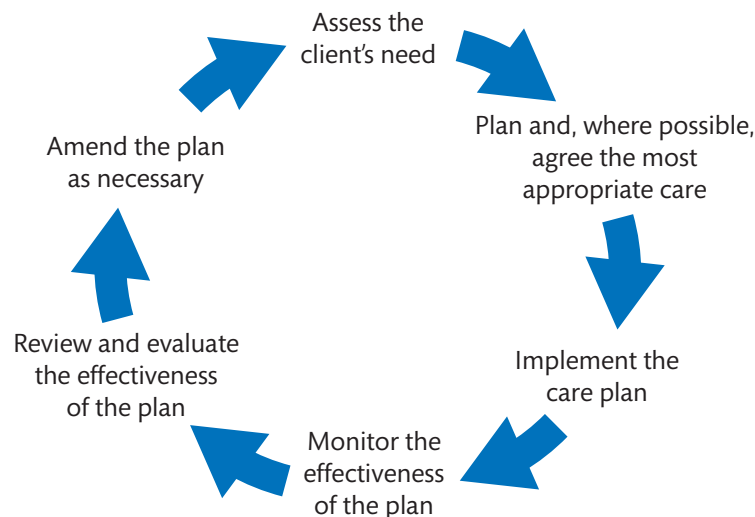 Assess the
client's need
Plan and, where possible,
agree the most
appropriate care
Implement the
care plan
Monitor the
effectiveness
of the plan
Review and evaluate
the effectiveness
of the plan
Amend the plan
as necessary